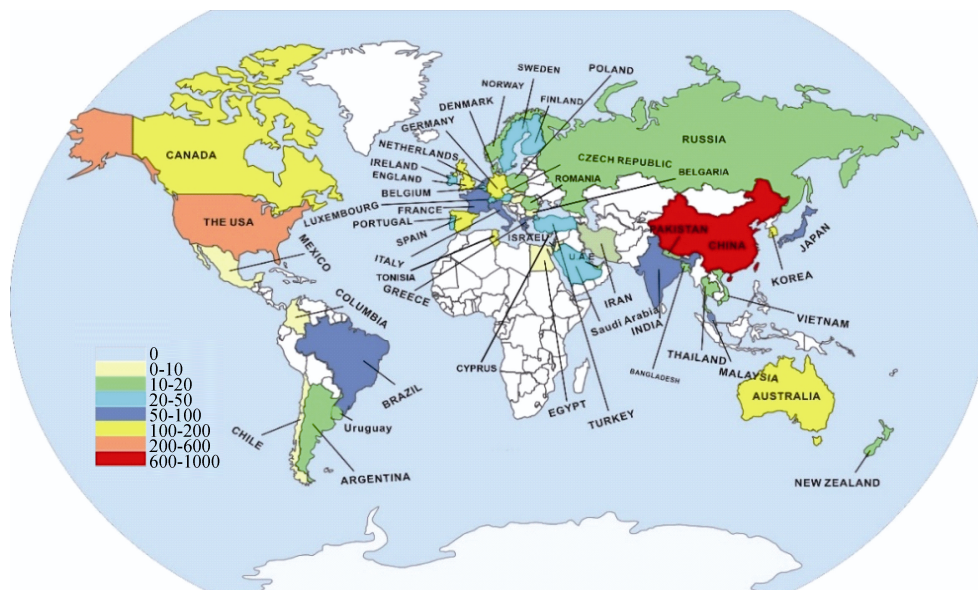 SWEDEN
POLAND
NORWAY
DENMARK
FINLAND
GERMANY
RUSSIA
NETHERLANDS
CANADA
IRELAND
CZECH REPUBLIC
ENGLAND
ROMANIA
BELGARIA
BELGIUM
LUXEMBOURG
FRANCE
PORTUGAL
THE USA
SPAIN
PAKISTAN
ISRAEL
CHINA
JAPAN
MEXICO
ITALY
U.A.E
TONISIA
KOREA
GREECE
IRAN
COLUMBIA
Saudi Arabia
INDIA
VIETNAM
THAILAND
0
0-10
10-20
20-50
50-100
100-200
200-600
600-1000
CYPRUS
BANGLADESH
MALAYSIA
BRAZIL
AUSTRALIA
EGYPT
TURKEY
Uruguay
CHILE
ARGENTINA
NEW ZEALAND